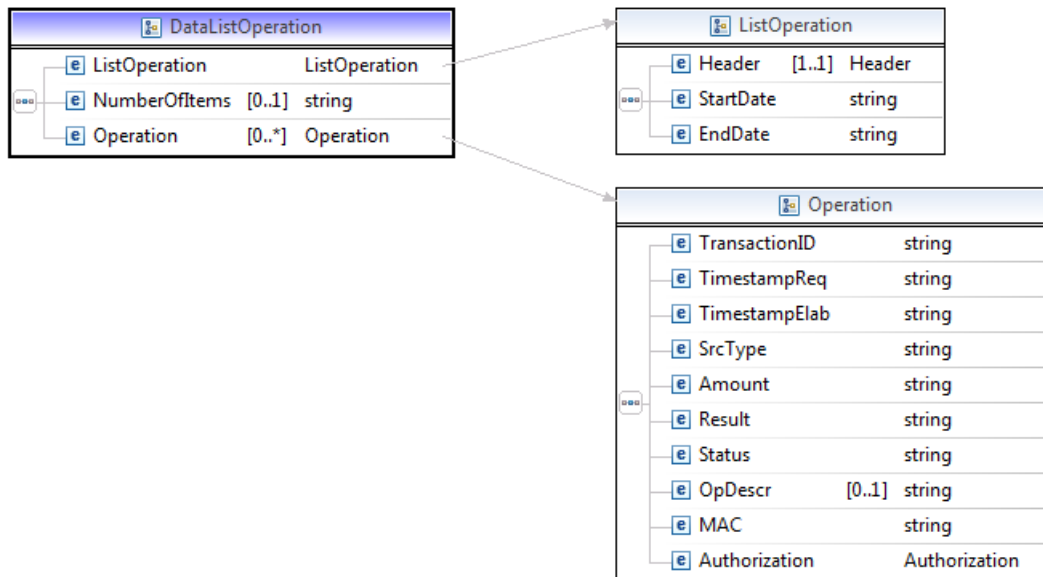 DataListOperation
ListOperation ListOperation
NumberOfItems [0..1] string
Operation [0..*] Operation
ListOperation
Header [1..1] Header
StartDate string
EndDate string
Operation
TransactionID string
TimestampReq string
TimestampElab string
SrcType string
Amount string
Result string
Status string
OpDescr [0..1] string
MAC string
Authorization Authorization